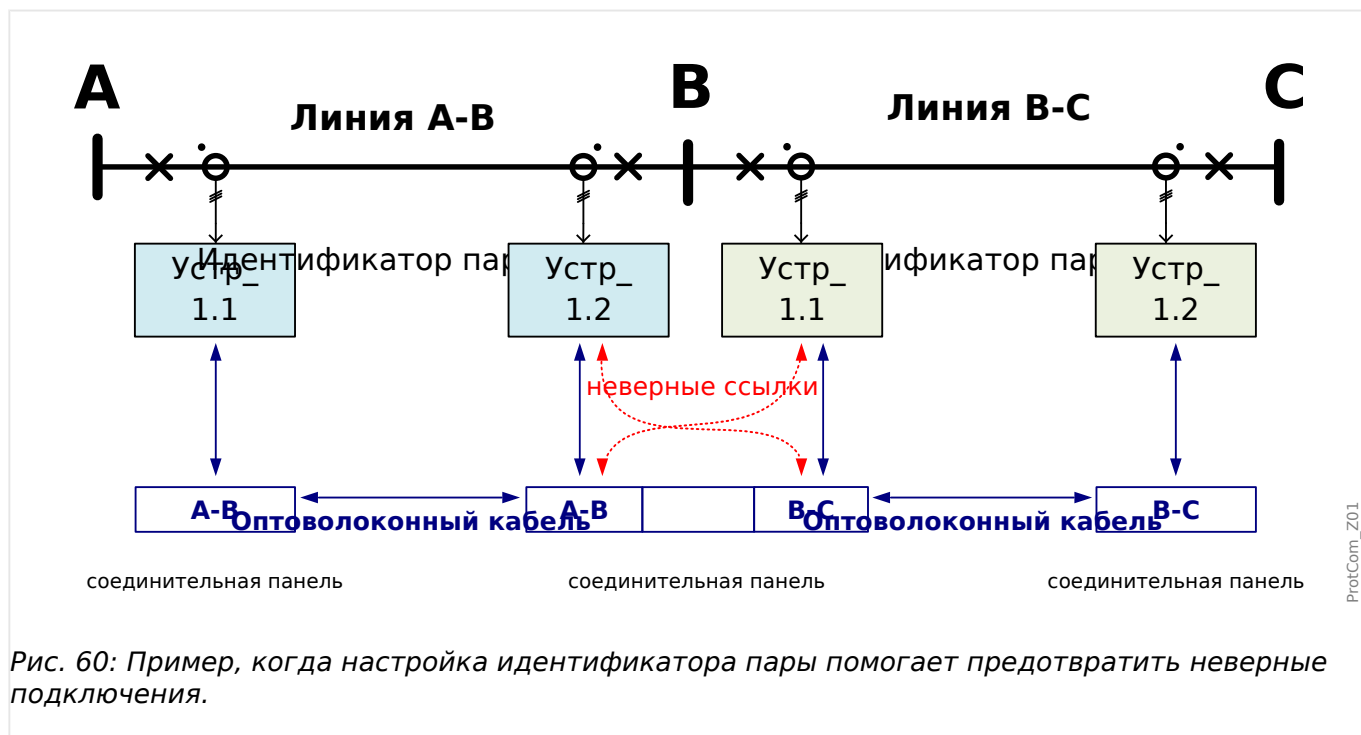 A
B
C
Линия A-B
Линия B-C
Идентификатор
Устр_
1.1
Устр_
1.2
Устр_
1.1
Устр_
1.2
неверные ссылки
A-B
Оптоволоконный кабель
A-B
B-C
Оптоволоконный кабель
B-C
соединительная панель
соединительная панель
соединительная панель
ProtCom_Z01
Рис. 60: Пример, когда настройка идентификатора пары помогает предотвратить неверные
подключения.